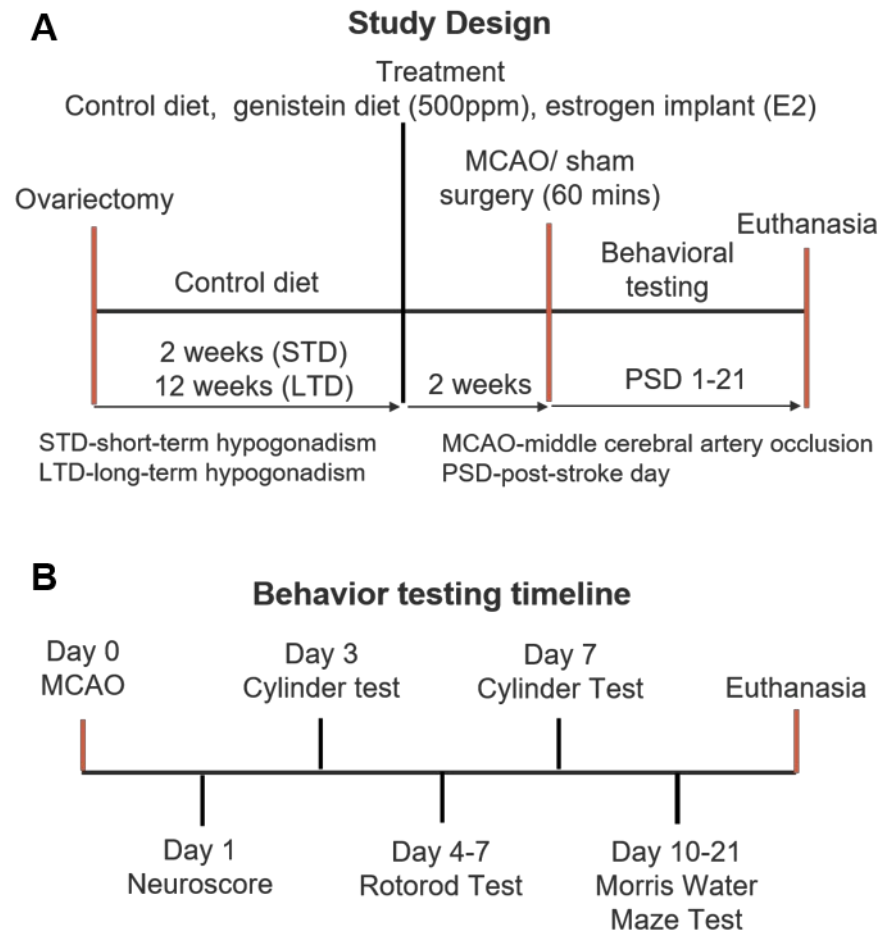 A
Study Design
Treatment
Control diet, genistein diet (500ppm), estrogen implant (E2)
MCAO/ sham
surgery (60 mins)
Ovariectomy
Euthanasia
Behavioral
testing
Control diet
2 weeks (STD)
12 weeks (LTD)
2 weeks
PSD 1-21
STD-short-term hypogonadism
LTD-long-term hypogonadism
MCAO-middle cerebral artery occlusion
PSD-post-stroke day
B
Behavior testing timeline
Day 0
MCAO
Day 3
Cylinder test
Day 7
Cylinder Test
Euthanasia
Day 1
Neuroscore
Day 4-7
Rotorod Test
Day 10-21
Morris Water
Maze Test